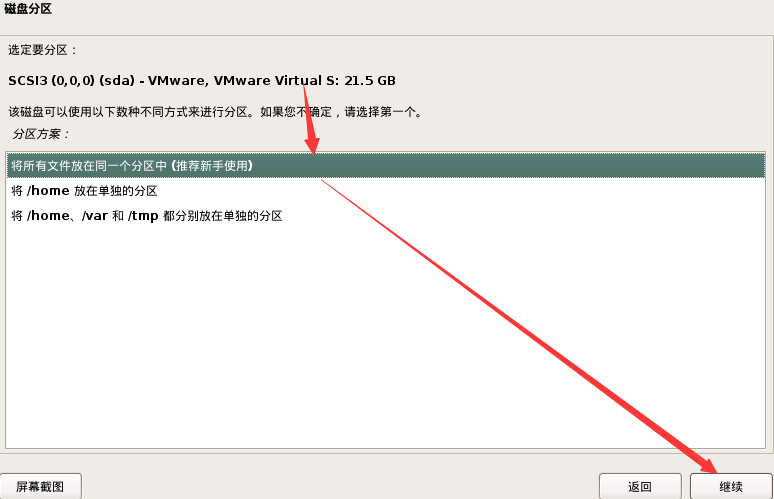 磁盘分区
选定要分区：
SCSI3 (0,0,0) (sda) - VMware, VMware Virtual S: 21.5 GB
该磁盘可以使用以下数种不同方式来进行分区。如果您不确定，请选择第一个。
分区方案：
将所有文件放在同一个分区中 (推荐新手使用)
将 /home 放在单独的分区
将 /home、/var 和 /tmp 都分别放在单独的分区
屏幕截图
返回
继续